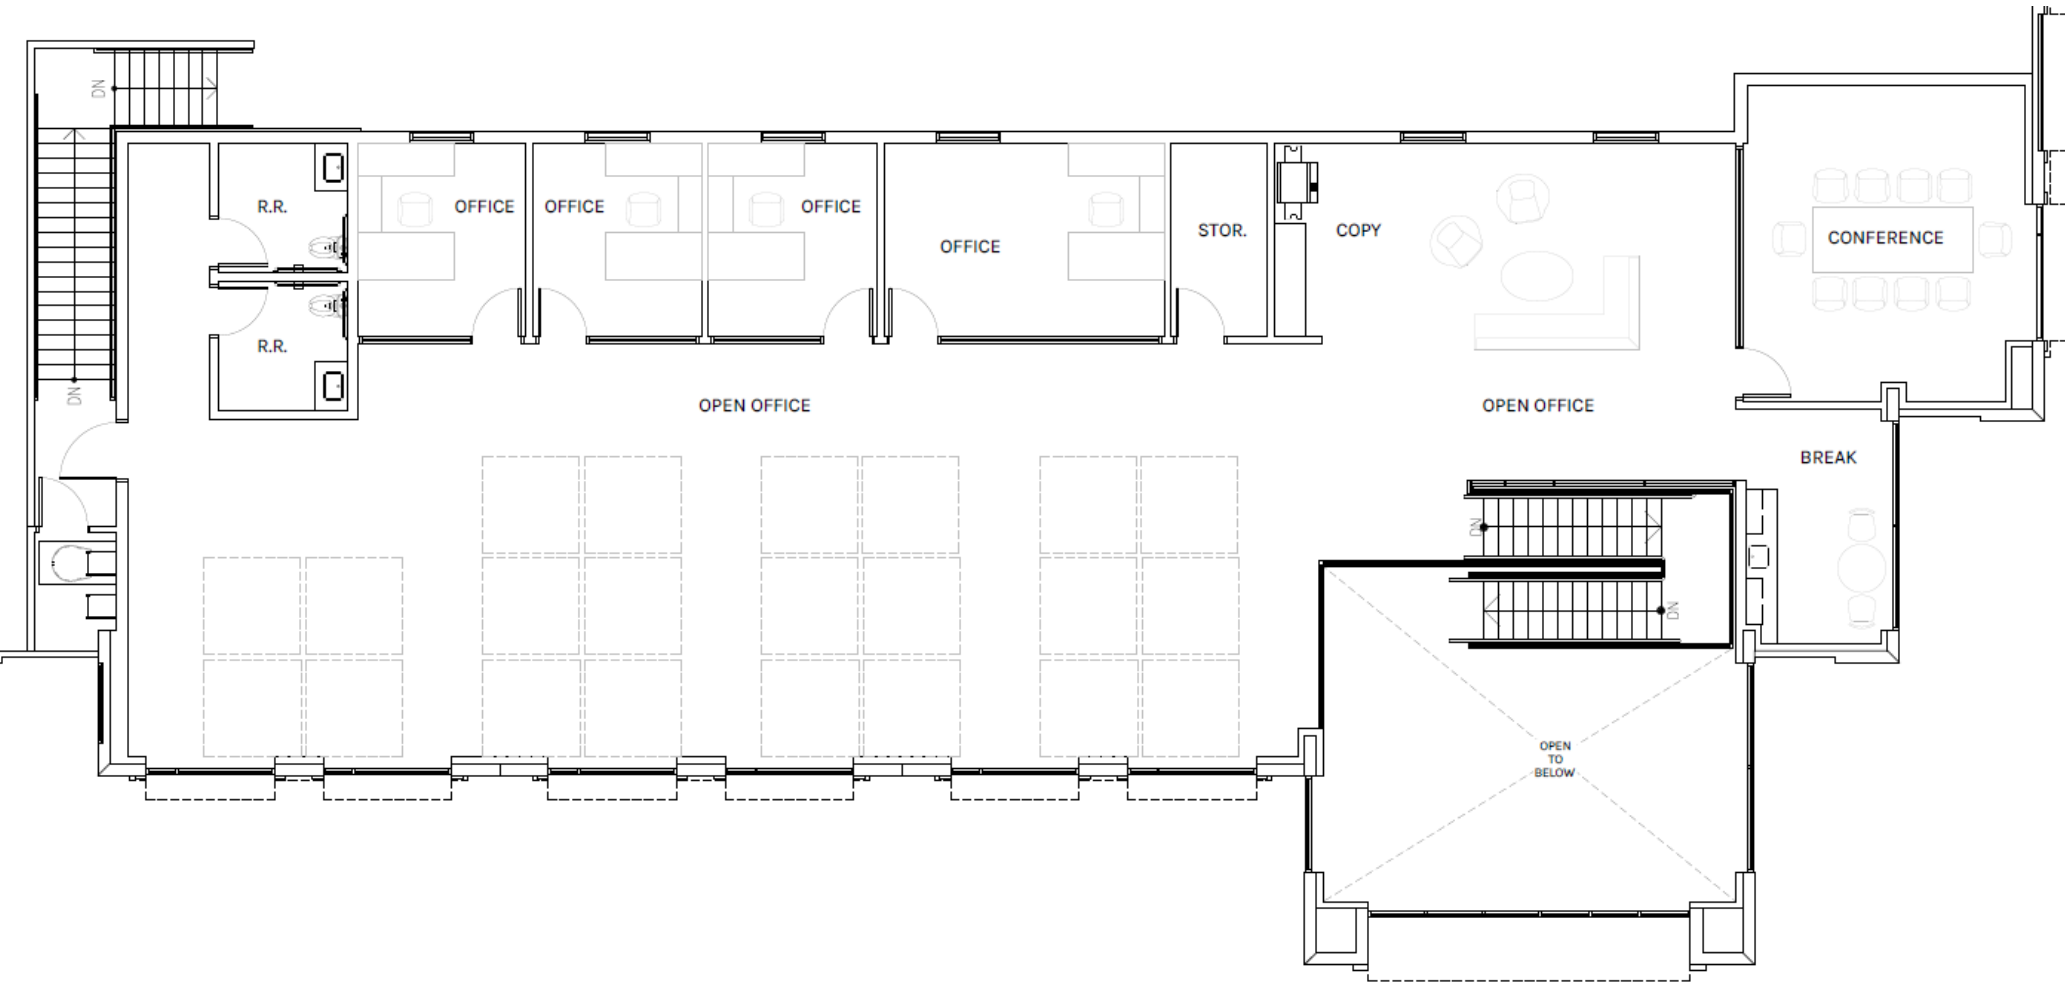 DN
R.R.
OFFICE
OFFICE
OFFICE
OFFICE
STOR.
COPY
CONFERENCE
R.R.
DN
OPEN OFFICE
OPEN OFFICE
BREAK
DN
DN
OPEN
TO
BELOW